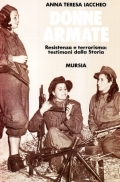 ANNA TERESA IACCHEO
DONNE
ARMATE
Resistenza e terrorismo:
testimoni dalla Storia
MURSIA